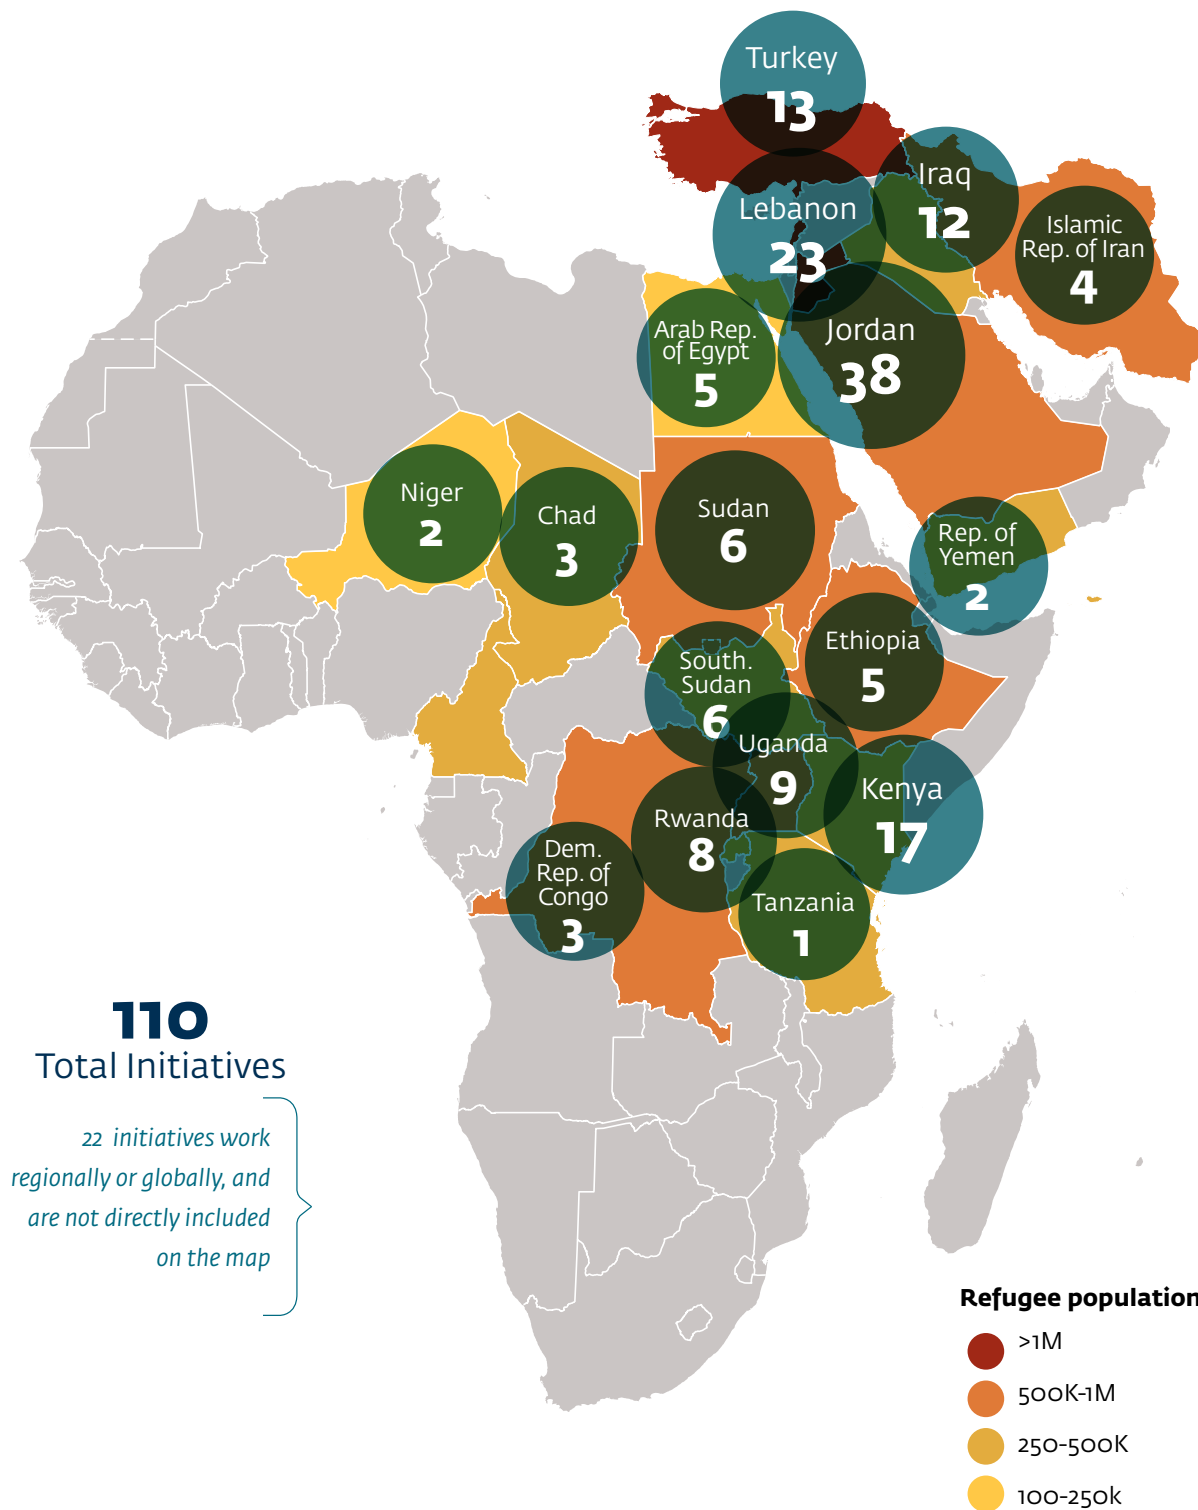 Turkey
13
Lebanon
23
Iraq
12
Islamic
Rep. of Iran
4
Arab Rep.
of Egypt
5
Jordan
38
Niger
2
Chad
3
Sudan
6
Rep. of
Yemen
2
South.
Sudan
6
Ethiopia
5
Uganda
9
Kenya
17
Rwanda
8
Dem.
Rep. of
Congo
3
Tanzania
1
110
Total Initiatives
22 initiatives work
regionally or globally, and
are not directly included
on the map
Refugee population
>1M
500K-1M
250-500K
100-250k